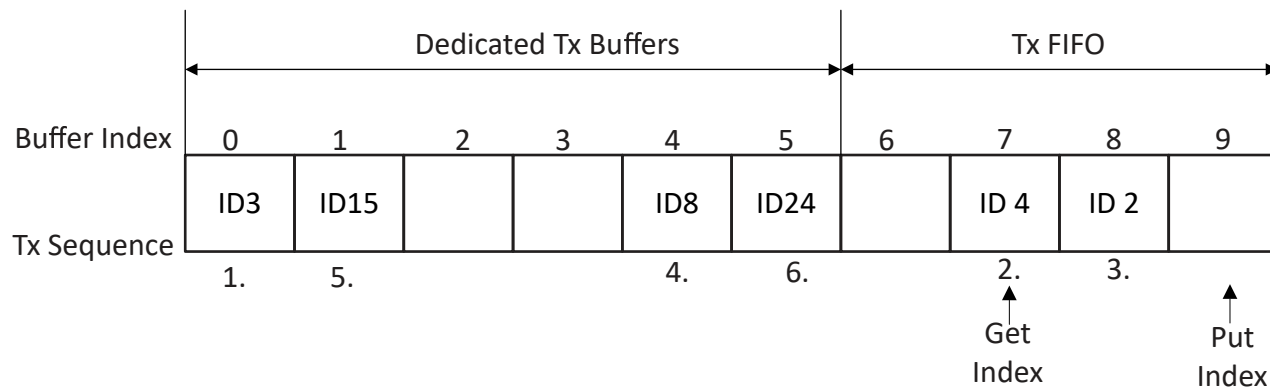 Dedicated Tx Buffers Tx FIFO
Buffer Index 0 1 2 3 4 5 6 7 8 9
ID3 ID15 ID8 ID24 ID 4 ID 2
Tx Sequence
1. 5. 4. 6. 2. 3.
Get Put
Index Index